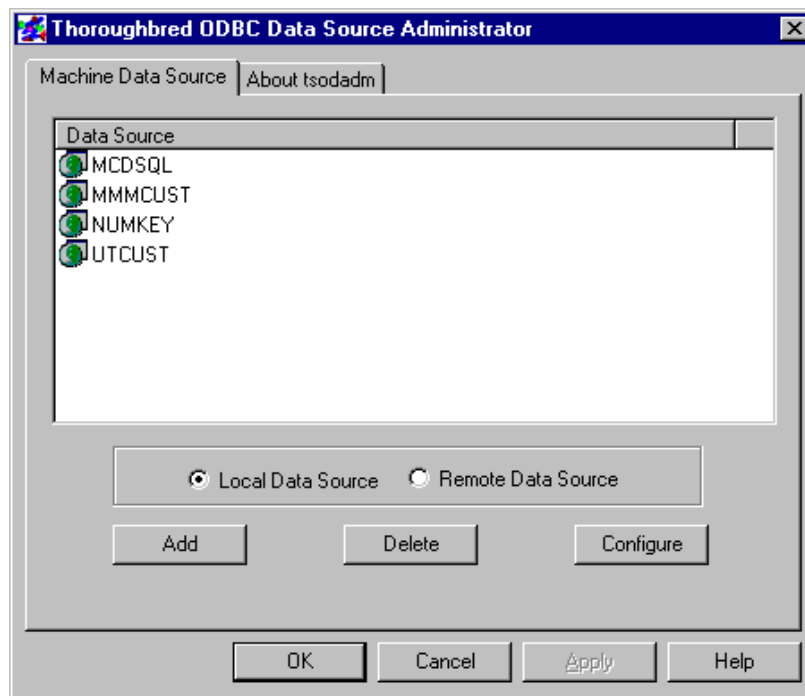 Thoroughbred ODBC Data Source Administrator
Machine Data Source
About tsodadm
Data Source
MCDSQL
MMMCUST
NUMKEY
UTCUST
Local Data Source
Remote Data Source
Add
Delete
Configure
OK
Cancel
Apply
Help